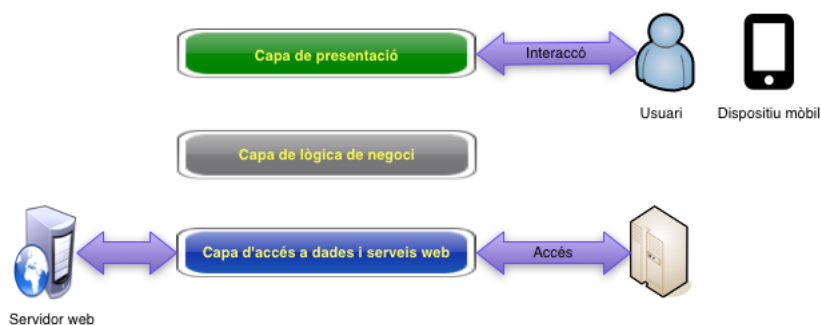 Capa de presentació
Interaccó
Usuari
Dispositiu mòbil
Capa de lògica de negoci
Capa d'accés a dades i serveis web
Accés
Servidor web